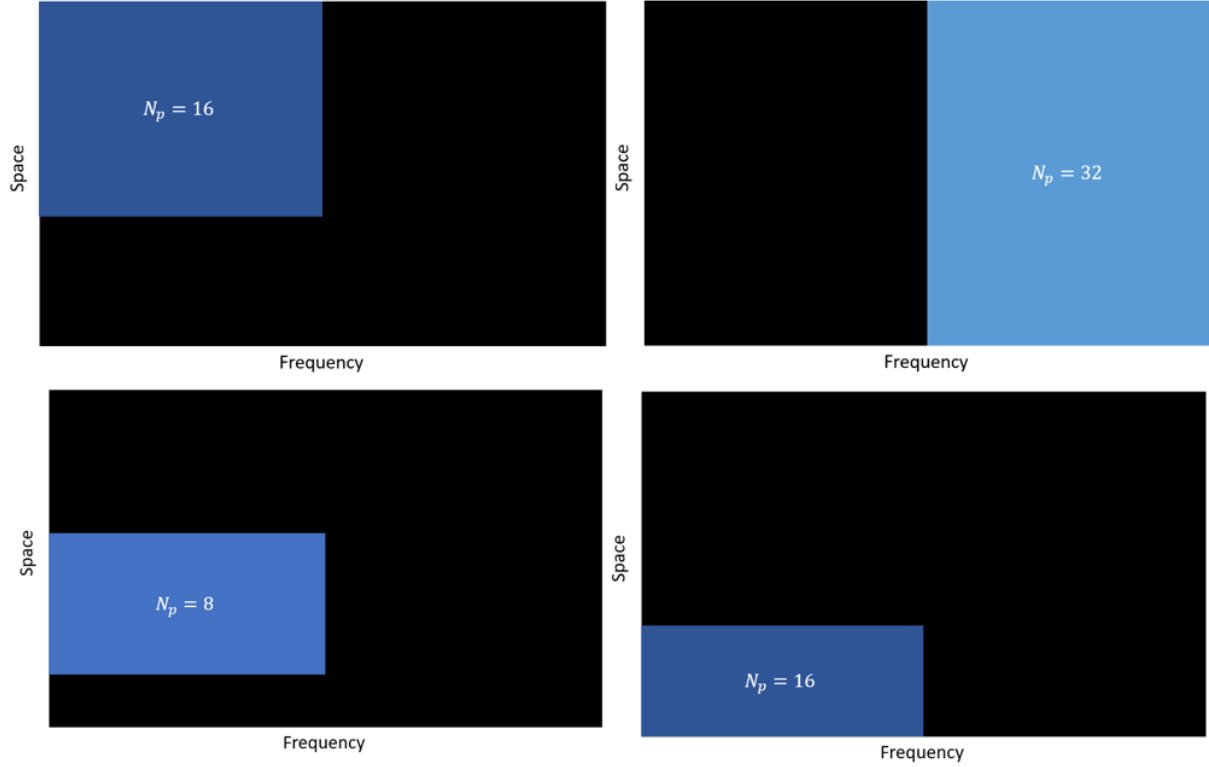 Space
N_p = 16
Frequency
Space
N_p = 32
Frequency
Space
N_p = 8
Frequency
Space
N_p = 16
Frequency